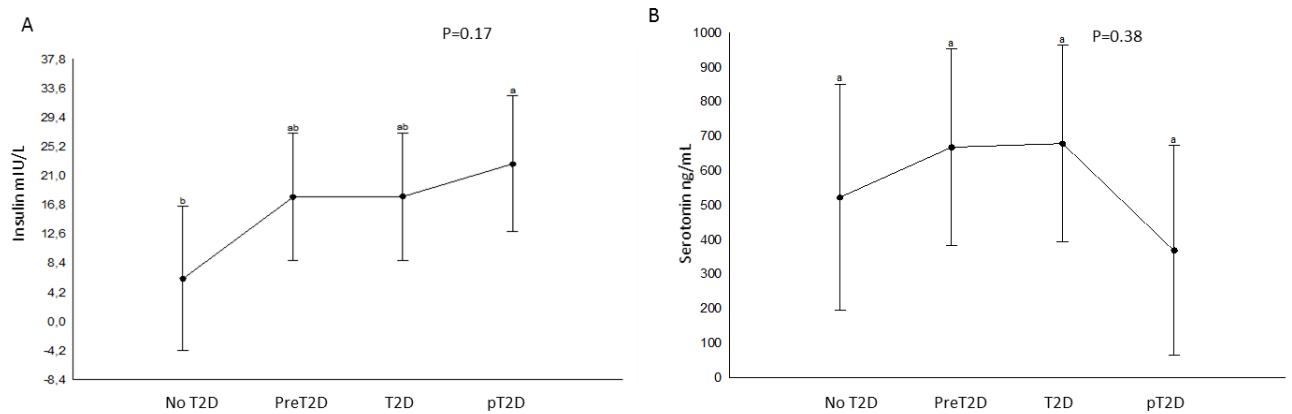 A
P=0.17
Insulin mIU/L
37,8
33,6
29,4
25,2
21,0
16,8
12,6
8,4
4,2
0,0
-4,2
-8,4
b
ab
ab
a
No T2D PreT2D T2D pT2D
B
P=0.38
Serotonin ng/mL
1000
900
800
700
600
500
400
300
200
100
0
a
a
a
a
No T2D PreT2D T2D pT2D